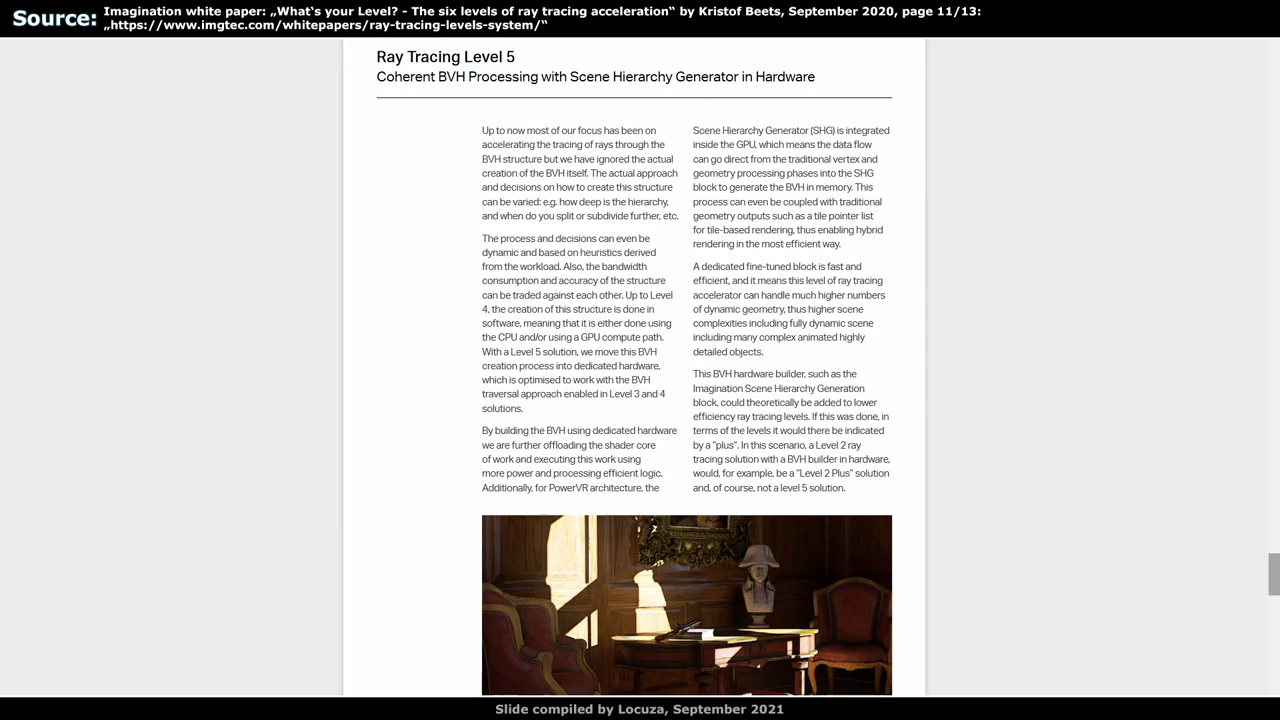 Source:
Imagination white paper: „What‘s your Level? - The six levels of ray tracing acceleration“ by Kristof Beets, September 2020, page 11/13:
„https://www.imgtec.com/whitepapers/ray-tracing-levels-system/“
Ray Tracing Level 5
Coherent BVH Processing with Scene Hierarchy Generator in Hardware
Up to now most of our focus has been on
accelerating the tracing of rays through the
BVH structure but we have ignored the actual
creation of the BVH itself. The actual approach
and decisions on how to create this structure
can be varied: e.g. how deep is the hierarchy,
and when do you split or subdivide further, etc.
The process and decisions can even be
dynamic and based on heuristics derived
from the workload. Also, the bandwidth
consumption and accuracy of the structure
can be traded against each other. Up to Level
4, the creation of this structure is done in
software, meaning that it is either done using
the CPU and/or using a GPU compute path.
With a Level 5 solution, we move this BVH
creation process into dedicated hardware,
which is optimised to work with the BVH
traversal approach enabled in Level 3 and 4
solutions.
By building the BVH using dedicated hardware
we are further offloading the shader core
of work and executing this work using
more power and processing efficient logic.
Additionally, for PowerVR architecture, the
Scene Hierarchy Generator (SHG) is integrated
inside the GPU, which means the data flow
can go direct from the traditional vertex and
geometry processing phases into the SHG
block to generate the BVH in memory. This
process can even be coupled with traditional
geometry outputs such as a tile pointer list
for tile-based rendering, thus enabling hybrid
rendering in the most efficient way.
A dedicated fine-tuned block is fast and
efficient, and it means this level of ray tracing
accelerator can handle much higher numbers
of dynamic geometry, thus higher scene
complexities including fully dynamic scene
including many complex animated highly
detailed objects.
This BVH hardware builder, such as the
Imagination Scene Hierarchy Generation
block, could theoretically be added to lower
efficiency ray tracing levels. If this was done, in
terms of the levels it would there be indicated
by a “plus”. In this scenario, a Level 2 ray
tracing solution with a BVH builder in hardware,
would, for example, be a “Level 2 Plus” solution
and, of course, not a level 5 solution.
Slide compiled by Locuza, September 2021